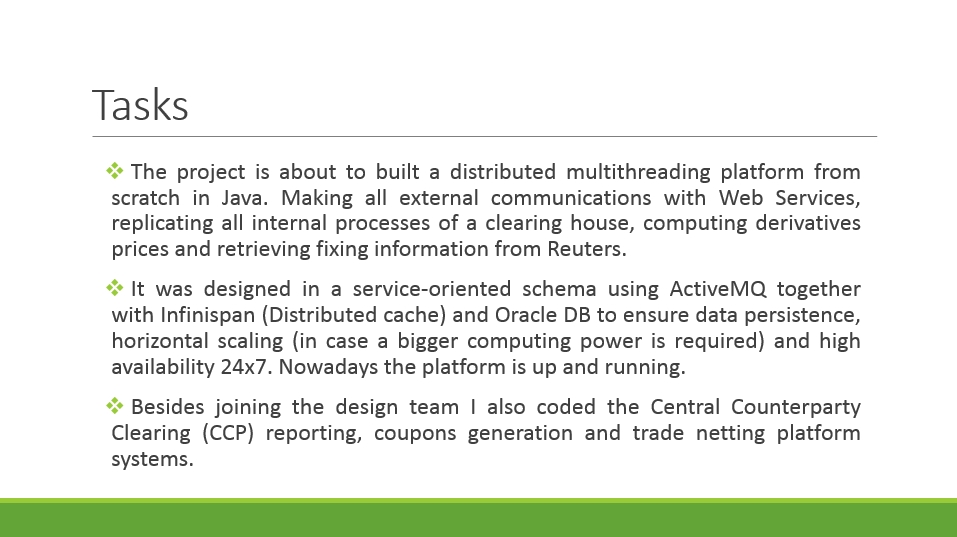 Tasks
The project is about to built a distributed multithreading platform from
scratch in Java. Making all external communications with Web Services,
replicating all internal processes of a clearing house, computing derivatives
prices and retrieving fixing information from Reuters.
It was designed in a service-oriented schema using ActiveMQ together
with Infinispan (Distributed cache) and Oracle DB to ensure data persistence,
horizontal scaling (in case a bigger computing power is required) and high
availability 24x7. Nowadays the platform is up and running.
Besides joining the design team I also coded the Central Counterparty
Clearing (CCP) reporting, coupons generation and trade netting platform
systems.